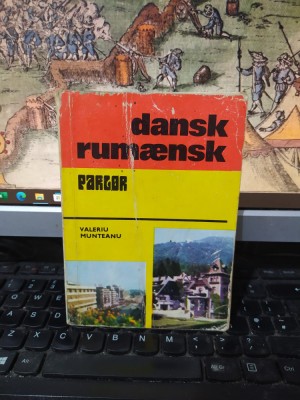 dansk
rumænsk
PARLØR
VALERIU
MUNTEANU